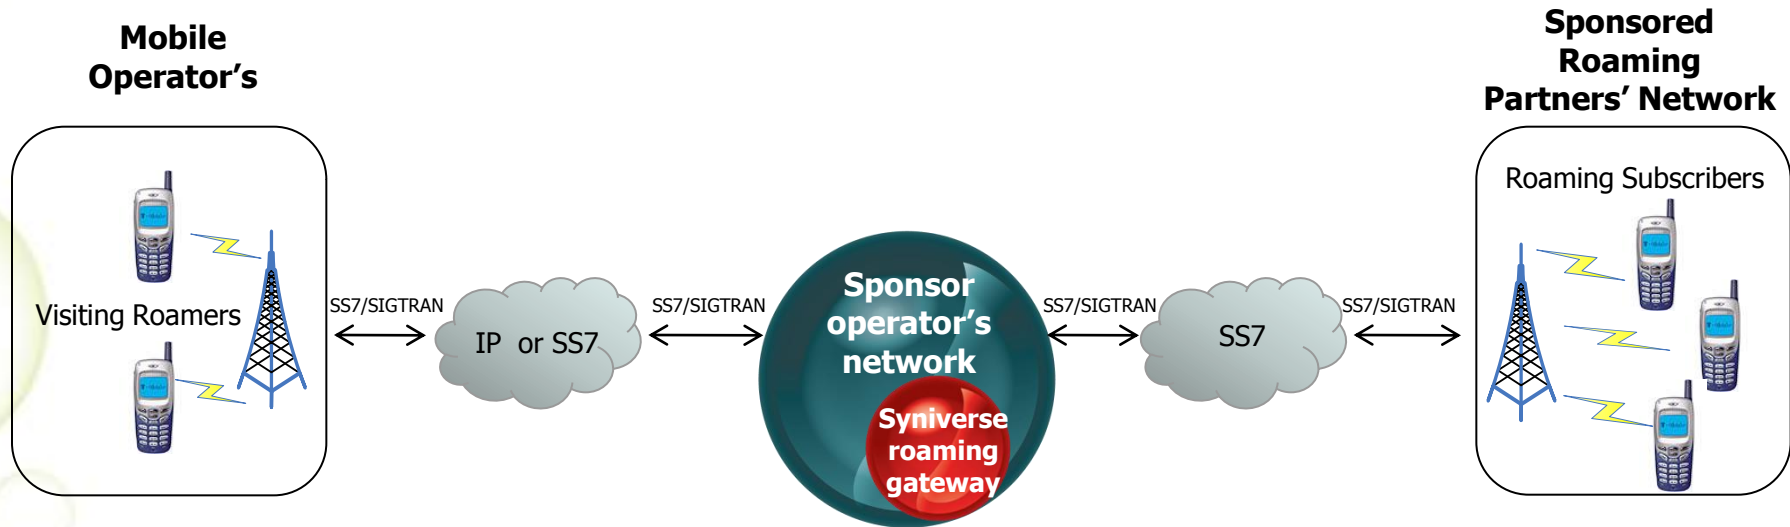 Mobile
Operator's
Visiting Roamers
SS7/SIGTRAN
IP or SS7
SS7/SIGTRAN
Sponsor
operator's
network
Syniverse
roaming
gateway
SS7/SIGTRAN
SS7
SS7/SIGTRAN
Sponsored
Roaming
Partners' Network
Roaming Subscribers